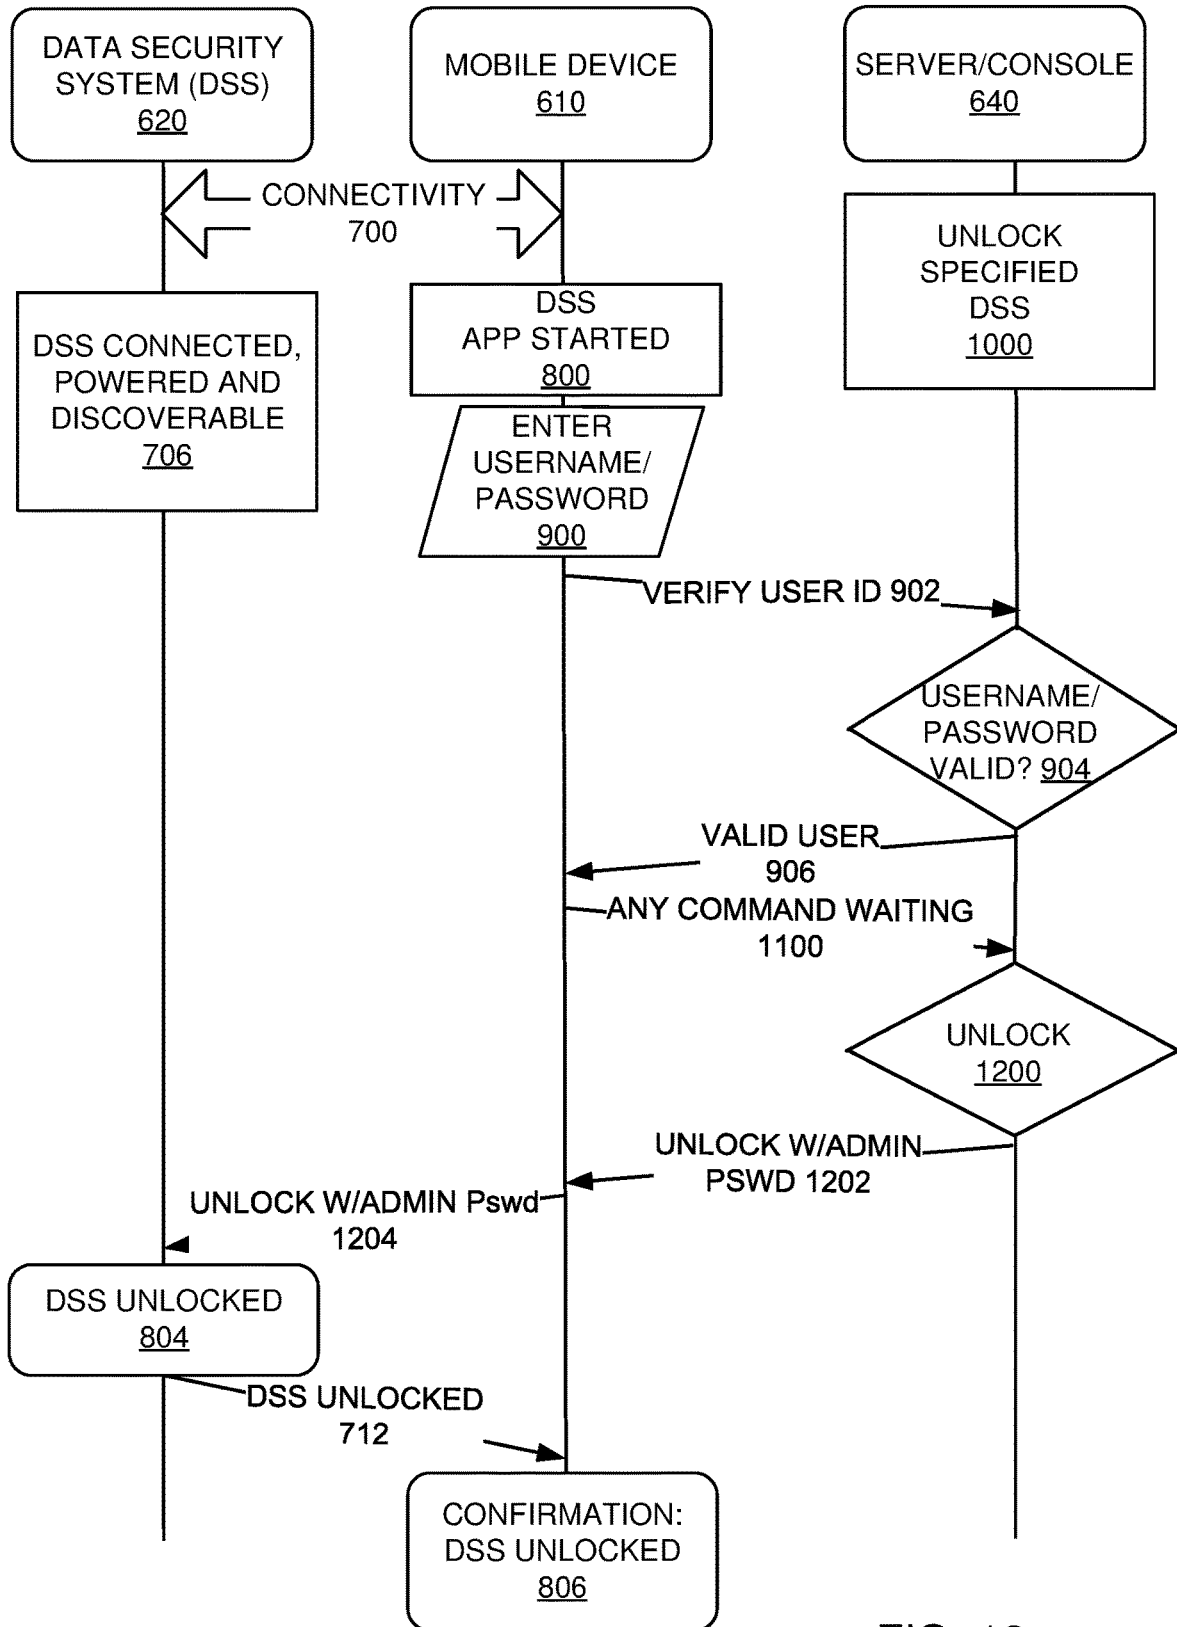 DATA SECURITY
SYSTEM (DSS)
620
MOBILE DEVICE
610
SERVER/CONSOLE
640
CONNECTIVITY
700
UNLOCK
SPECIFIED
DSS
1000
DSS CONNECTED,
POWERED AND
DISCOVERABLE
706
DSS
APP STARTED
800
ENTER
USERNAME/
PASSWORD
900
VERIFY USER ID 902
USERNAME/
PASSWORD
VALID? 904
VALID USER
906
ANY COMMAND WAITING
1100
UNLOCK
1200
UNLOCK W/ADMIN
PSWD 1202
UNLOCK W/ADMIN Pswd
1204
DSS UNLOCKED
804
DSS UNLOCKED
712
CONFIRMATION:
DSS UNLOCKED
806